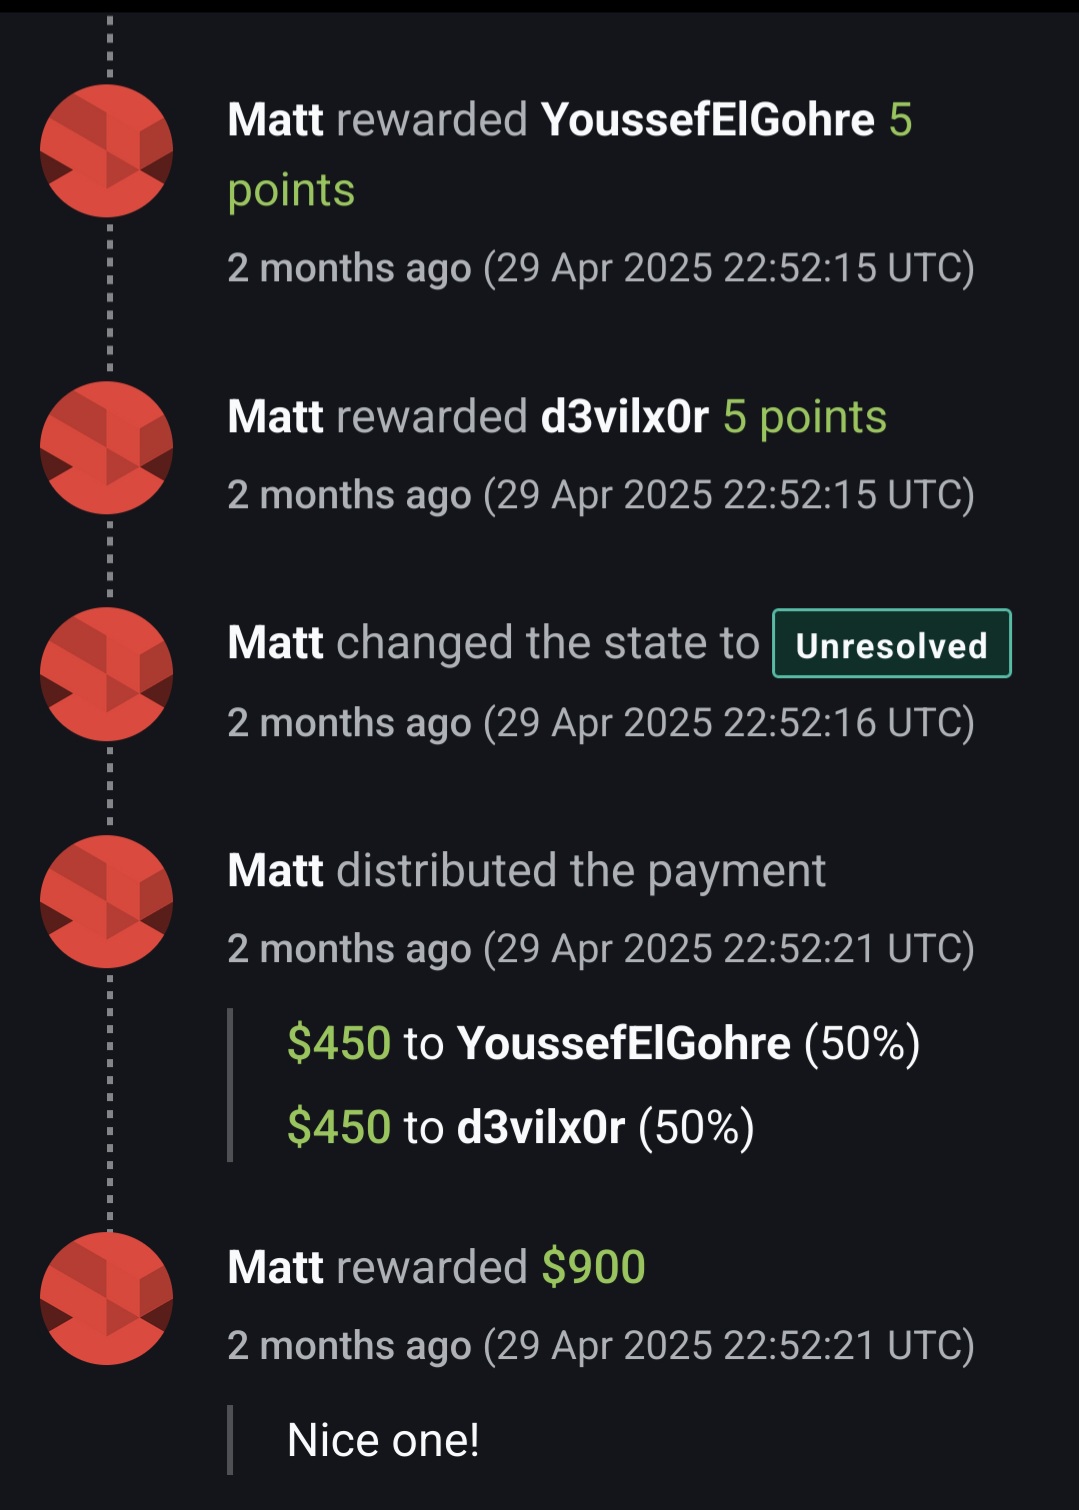 Matt rewarded YoussefElGohre 5
points
2 months ago (29 Apr 2025 22:52:15 UTC)
Matt rewarded d3vilx0r 5 points
2 months ago (29 Apr 2025 22:52:15 UTC)
Matt changed the state to Unresolved
2 months ago (29 Apr 2025 22:52:16 UTC)
Matt distributed the payment
2 months ago (29 Apr 2025 22:52:21 UTC)
$450 to YoussefElGohre (50%)
$450 to d3vilx0r (50%)
Matt rewarded $900
2 months ago (29 Apr 2025 22:52:21 UTC)
Nice one!